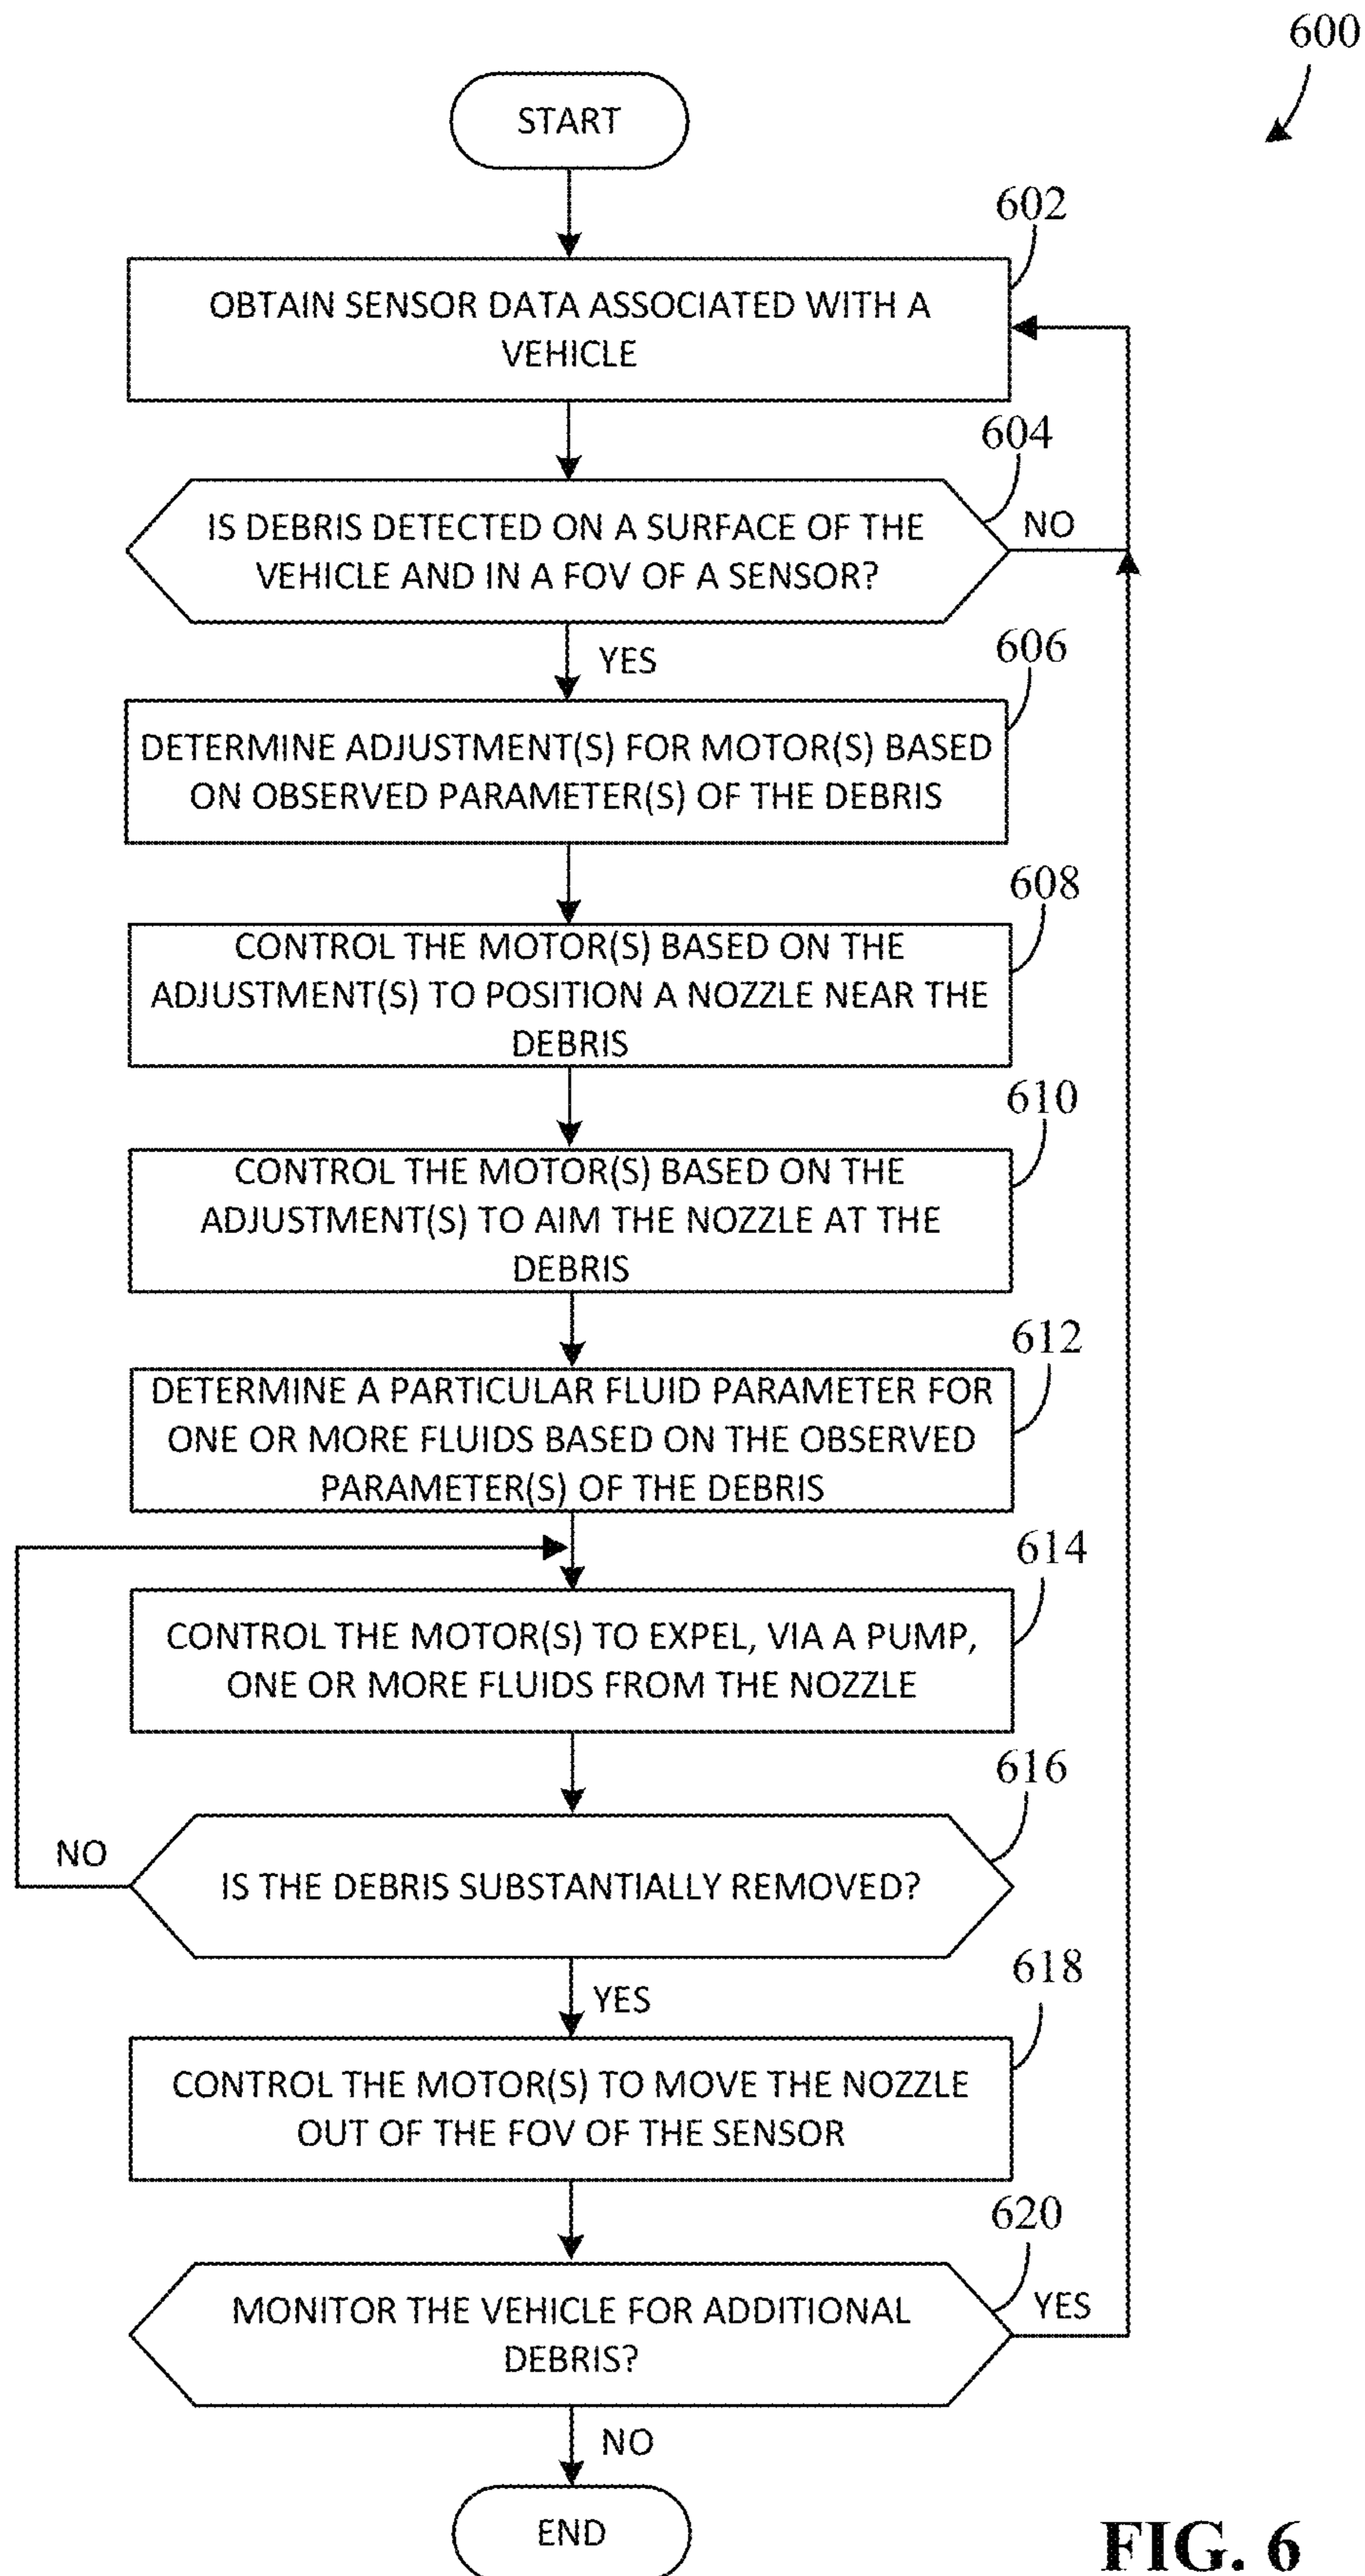 600
START
602
OBTAIN SENSOR DATA ASSOCIATED WITH A
VEHICLE
604
IS DEBRIS DETECTED ON A SURFACE OF THE
VEHICLE AND IN A FOV OF A SENSOR?
NO
YES
606
DETERMINE ADJUSTMENT(S) FOR MOTOR(S) BASED
ON OBSERVED PARAMETER(S) OF THE DEBRIS
608
CONTROL THE MOTOR(S) BASED ON THE
ADJUSTMENT(S) TO POSITION A NOZZLE NEAR THE
DEBRIS
610
CONTROL THE MOTOR(S) BASED ON THE
ADJUSTMENT(S) TO AIM THE NOZZLE AT THE
DEBRIS
612
DETERMINE A PARTICULAR FLUID PARAMETER FOR
ONE OR MORE FLUIDS BASED ON THE OBSERVED
PARAMETER(S) OF THE DEBRIS
614
CONTROL THE MOTOR(S) TO EXPEL, VIA A PUMP,
ONE OR MORE FLUIDS FROM THE NOZZLE
616
NO
IS THE DEBRIS SUBSTANTIALLY REMOVED?
YES
618
CONTROL THE MOTOR(S) TO MOVE THE NOZZLE
OUT OF THE FOV OF THE SENSOR
620
MONITOR THE VEHICLE FOR ADDITIONAL
DEBRIS?
YES
NO
END
FIG. 6